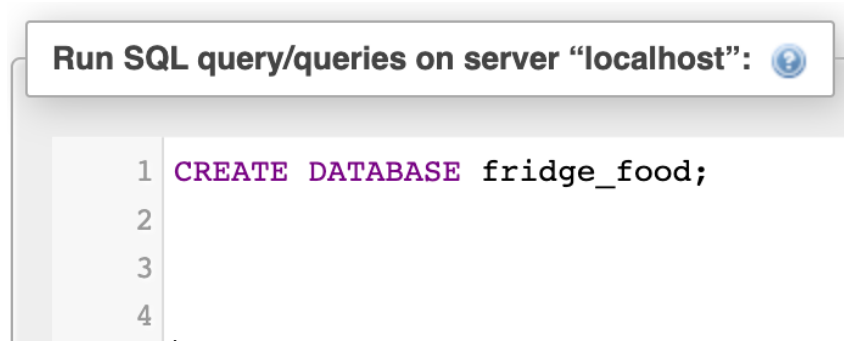 Run SQL query/queries on server “localhost”:
1 CREATE DATABASE fridge_food;
2
3
4